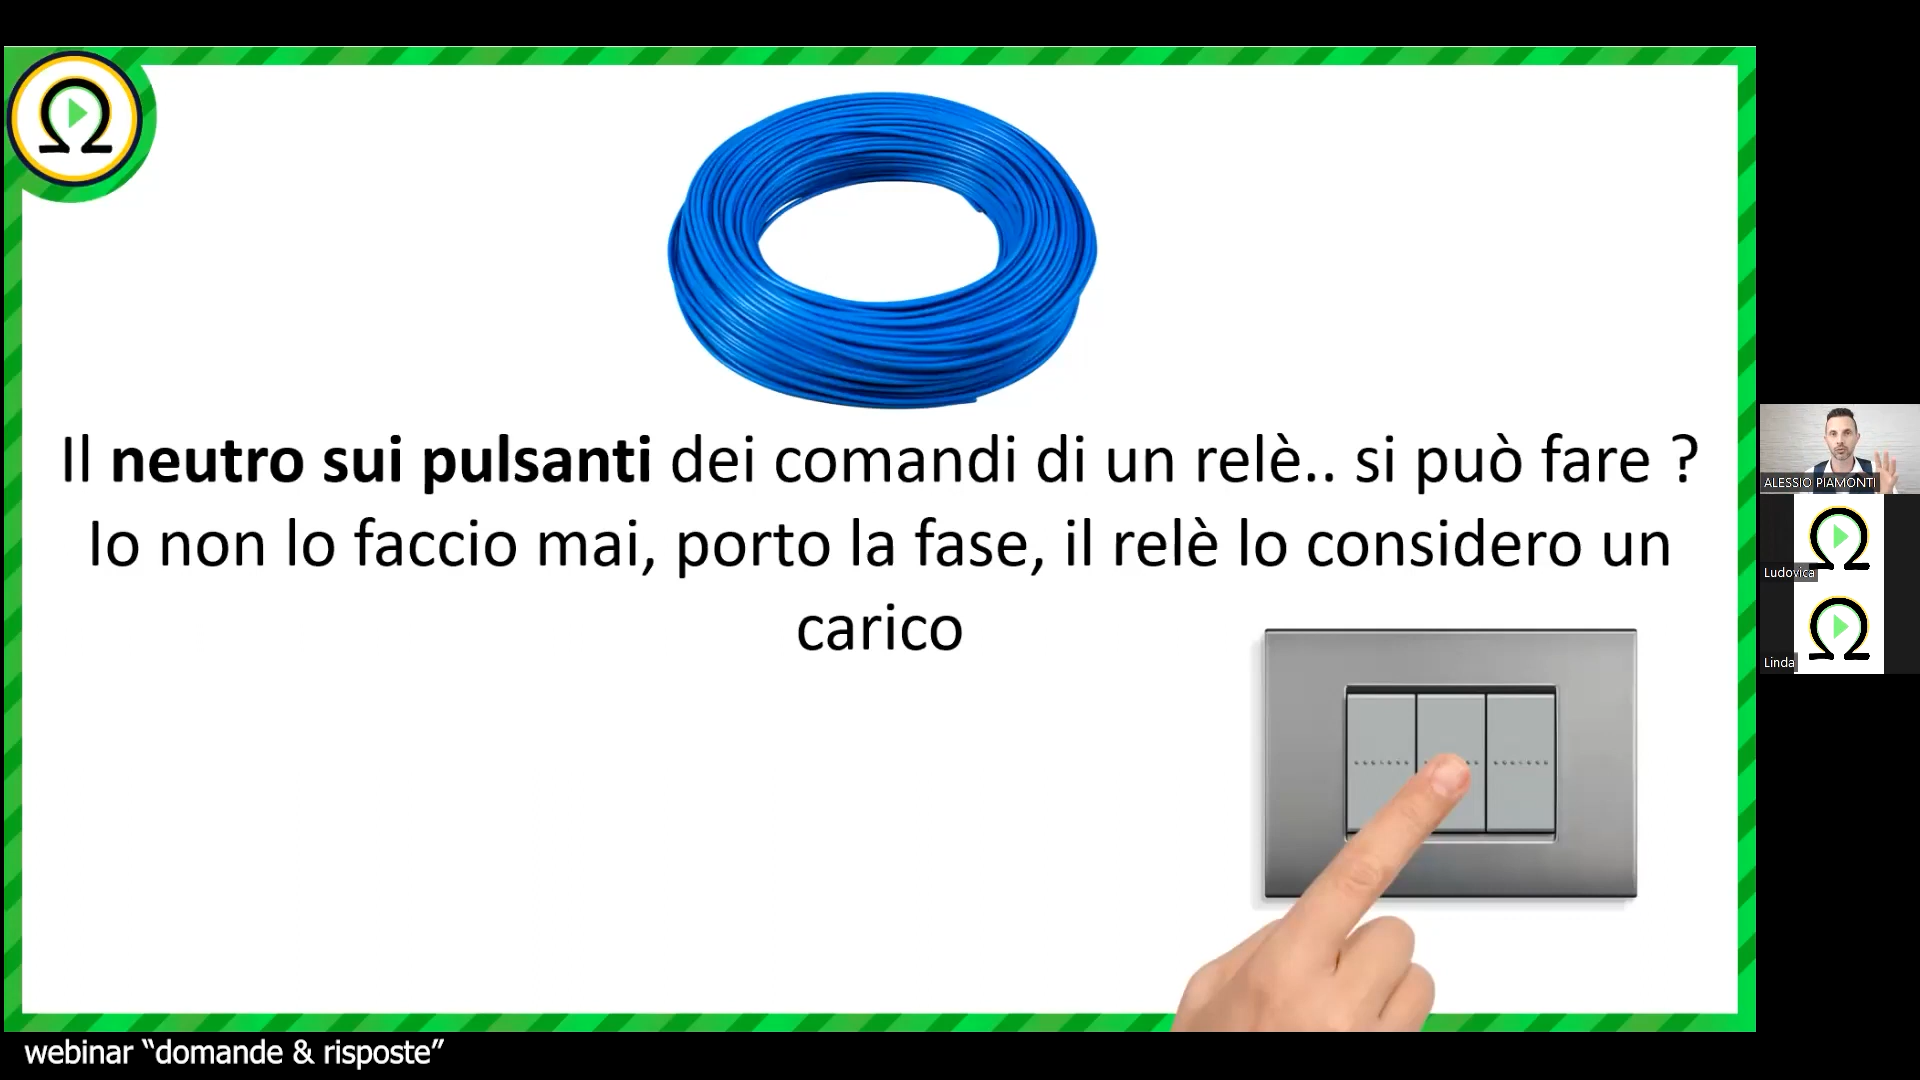 Il neutro sui pulsanti dei comandi di un relè.. si può fare ?
Io non lo faccio mai, porto la fase, il relè lo considero un
carico
ALESSIO PIAMONTI
Ludovica
Linda
webinar “domande & risposte”